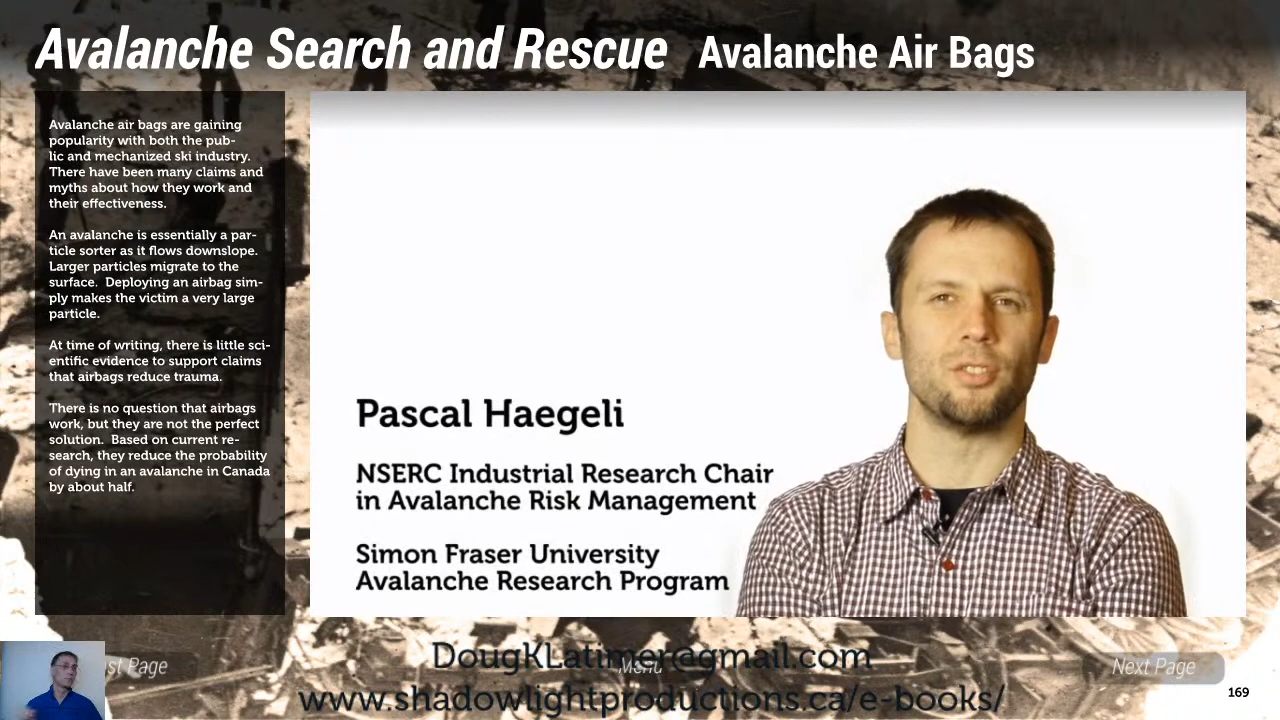 Avalanche Search and Rescue Avalanche Air Bags
Avalanche air bags are gaining
popularity with both the pub-
lic and mechanized ski industry.
There have been many claims and
myths about how they work and
their effectiveness.
An avalanche is essentially a par-
ticle sorter as it flows downslope.
Larger particles migrate to the
surface.  Deploying an airbag sim-
ply makes the victim a very large
particle.
At time of writing, there is little sci-
entific evidence to support claims
that airbags reduce trauma.
There is no question that airbags
work, but they are not the perfect
solution.  Based on current re-
search, they reduce the probability
of dying in an avalanche in Canada
by about half.
Pascal Haegeli
NSERC Industrial Research Chair
in Avalanche Risk Management
Simon Fraser University
Avalanche Research Program
DougKLatimer@gmail.com
Page
Menu
Next Page
www.shadowlightproductions.ca/e-books/
169